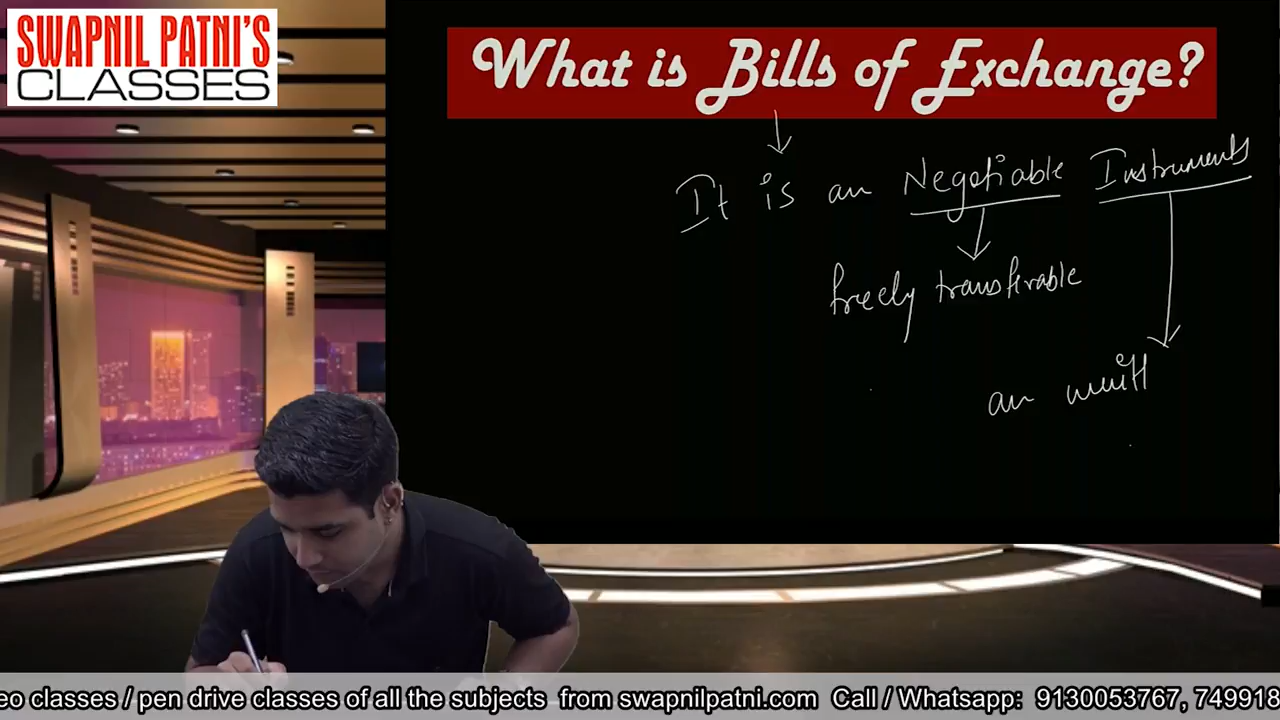 SWAPNIL PATNI'S
CLASSES
What is Bills of Exchange?
It is an Negotiable Instruments
freely transferable
an writt
eo classes / pen drive classes of all the subjects from swapnilpatni.com Call / Whatsapp: 9130053767, 749918